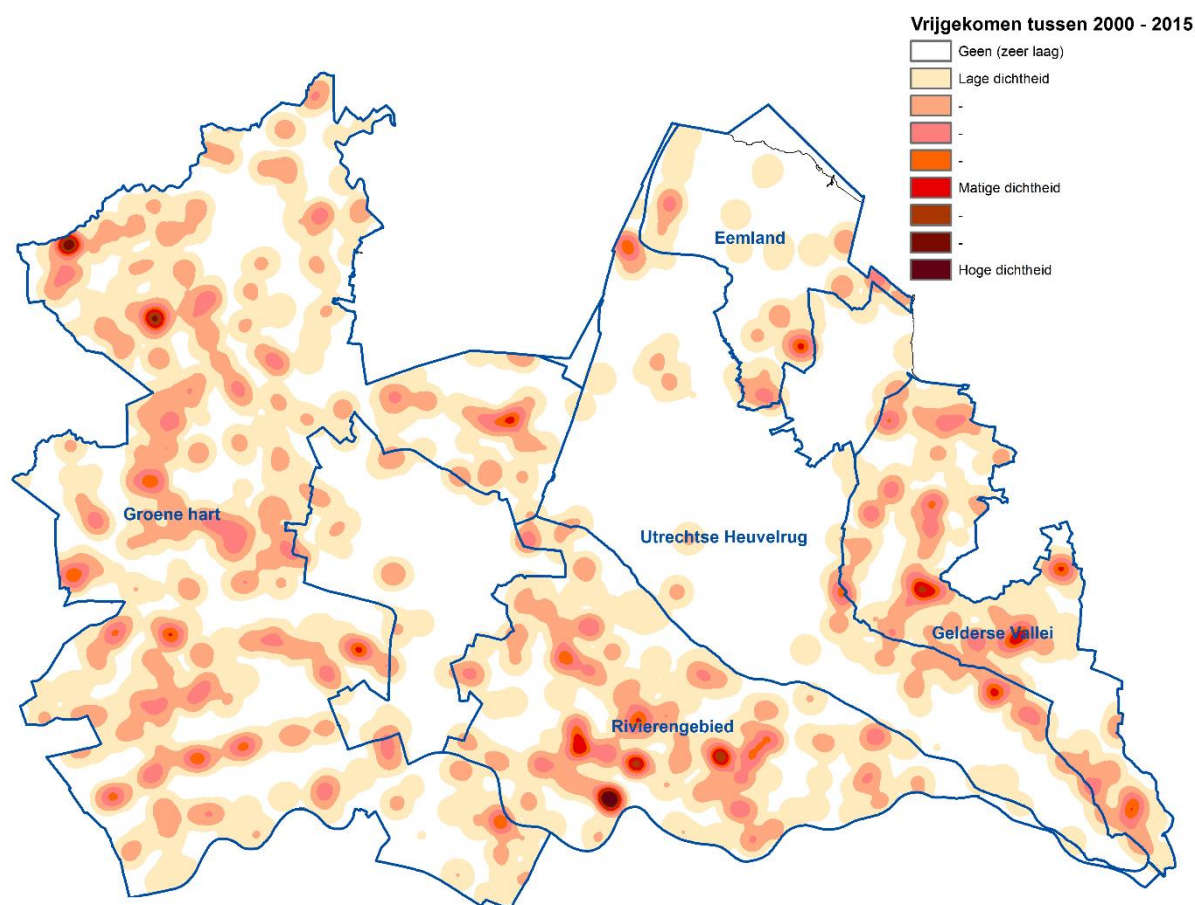 Vrijgekomen tussen 2000 - 2015
Geen (zeer laag)
Lage dichtheid
-
-
-
Matige dichtheid
-
-
Hoge dichtheid
Eemland
Groene hart
Utrechtse Heuvelrug
Gelderse Vallei
Rivierengebied